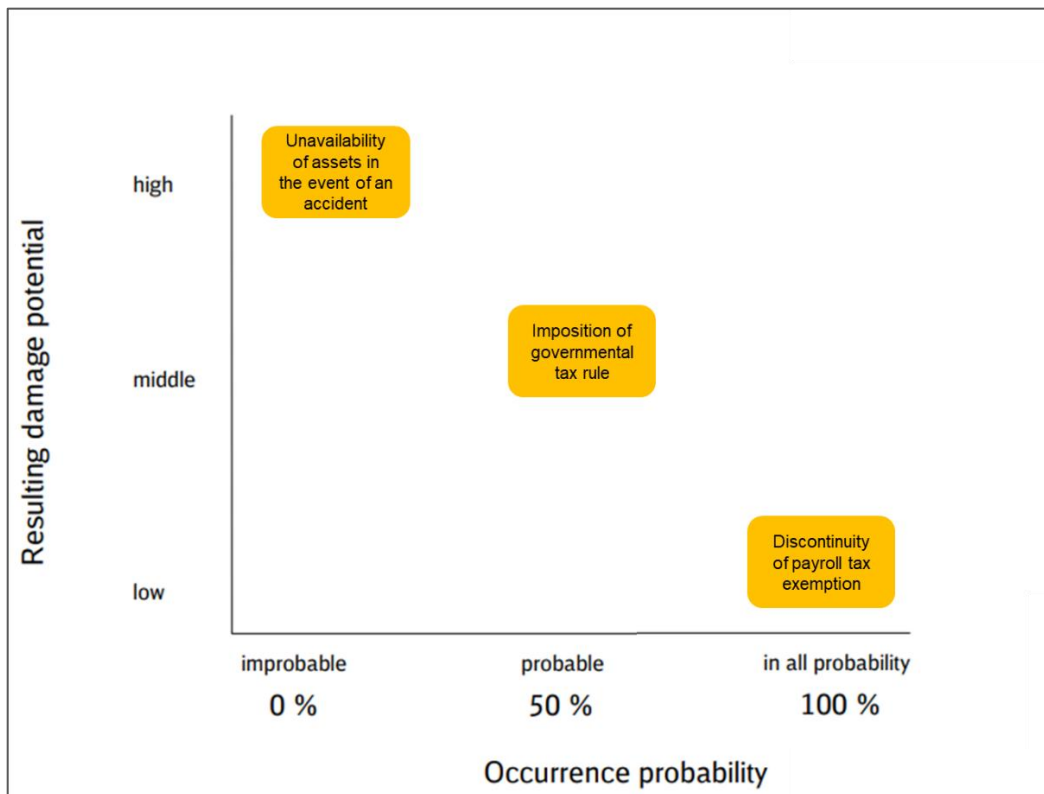 Resulting damage potential
high
Unavailability
of assets in
the event of an
accident
middle
Imposition of
governmental
tax rule
low
Discontinuity
of payroll tax
exemption
improbable
probable
in all probability
0 %
50 %
100 %
Occurrence probability